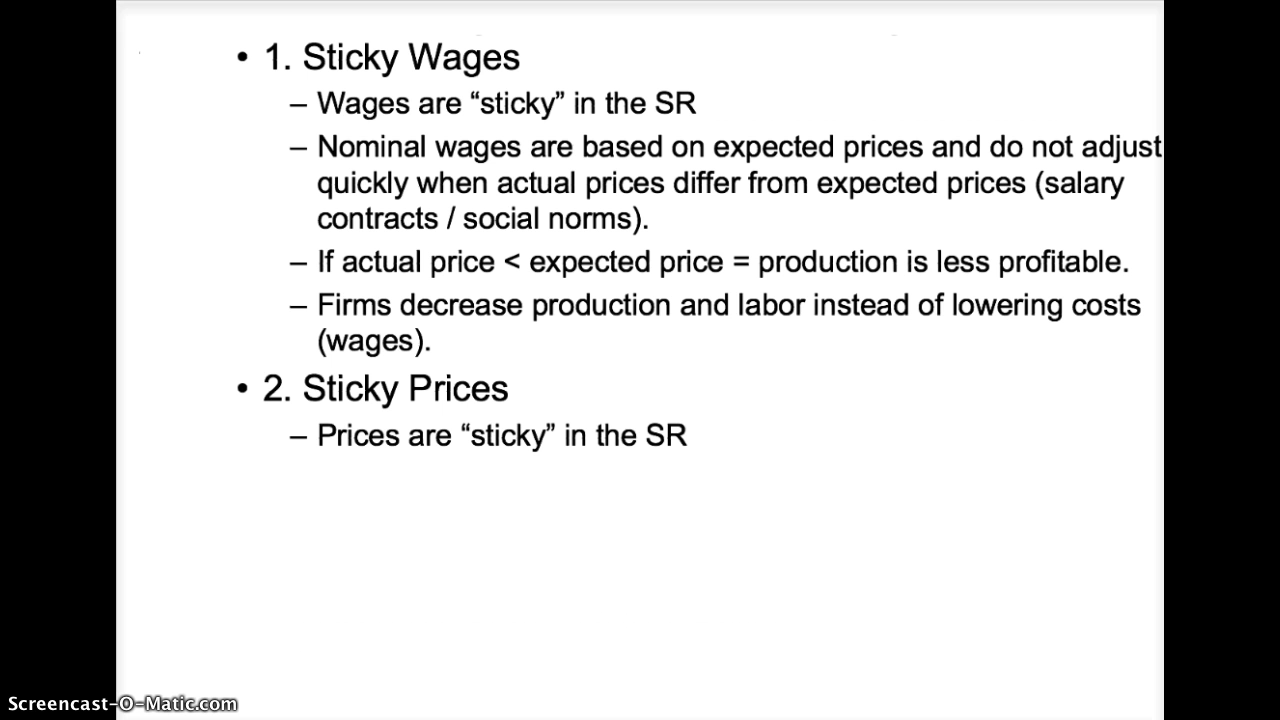 • 1. Sticky Wages
– Wages are “sticky” in the SR
– Nominal wages are based on expected prices and do not adjust
quickly when actual prices differ from expected prices (salary
contracts / social norms).
– If actual price < expected price = production is less profitable.
– Firms decrease production and labor instead of lowering costs
(wages).
• 2. Sticky Prices
– Prices are “sticky” in the SR
Screencast-O-Matic.com